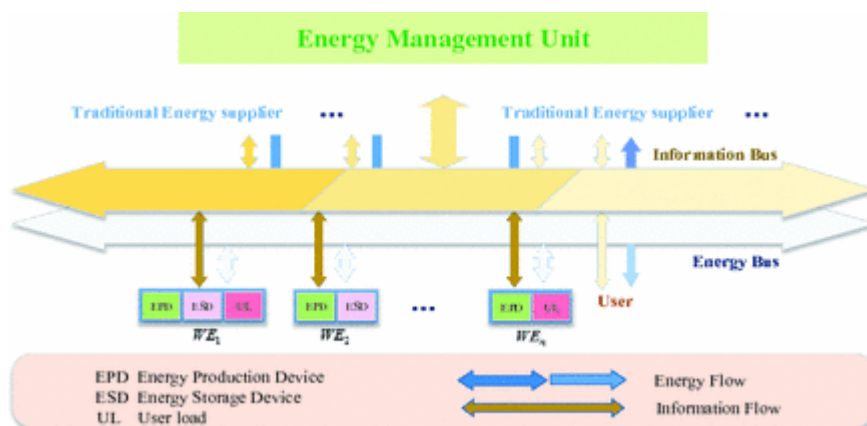 Energy Management Unit
Traditional Energy supplier ... Traditional Energy supplier ...
Information Bus
Energy Bus
User
EPD ESD UL EPD ESD ... EPD UL
WE₁ WE₂ WEₙ
EPD Energy Production Device
ESD Energy Storage Device
UL User load
Energy Flow
Information Flow